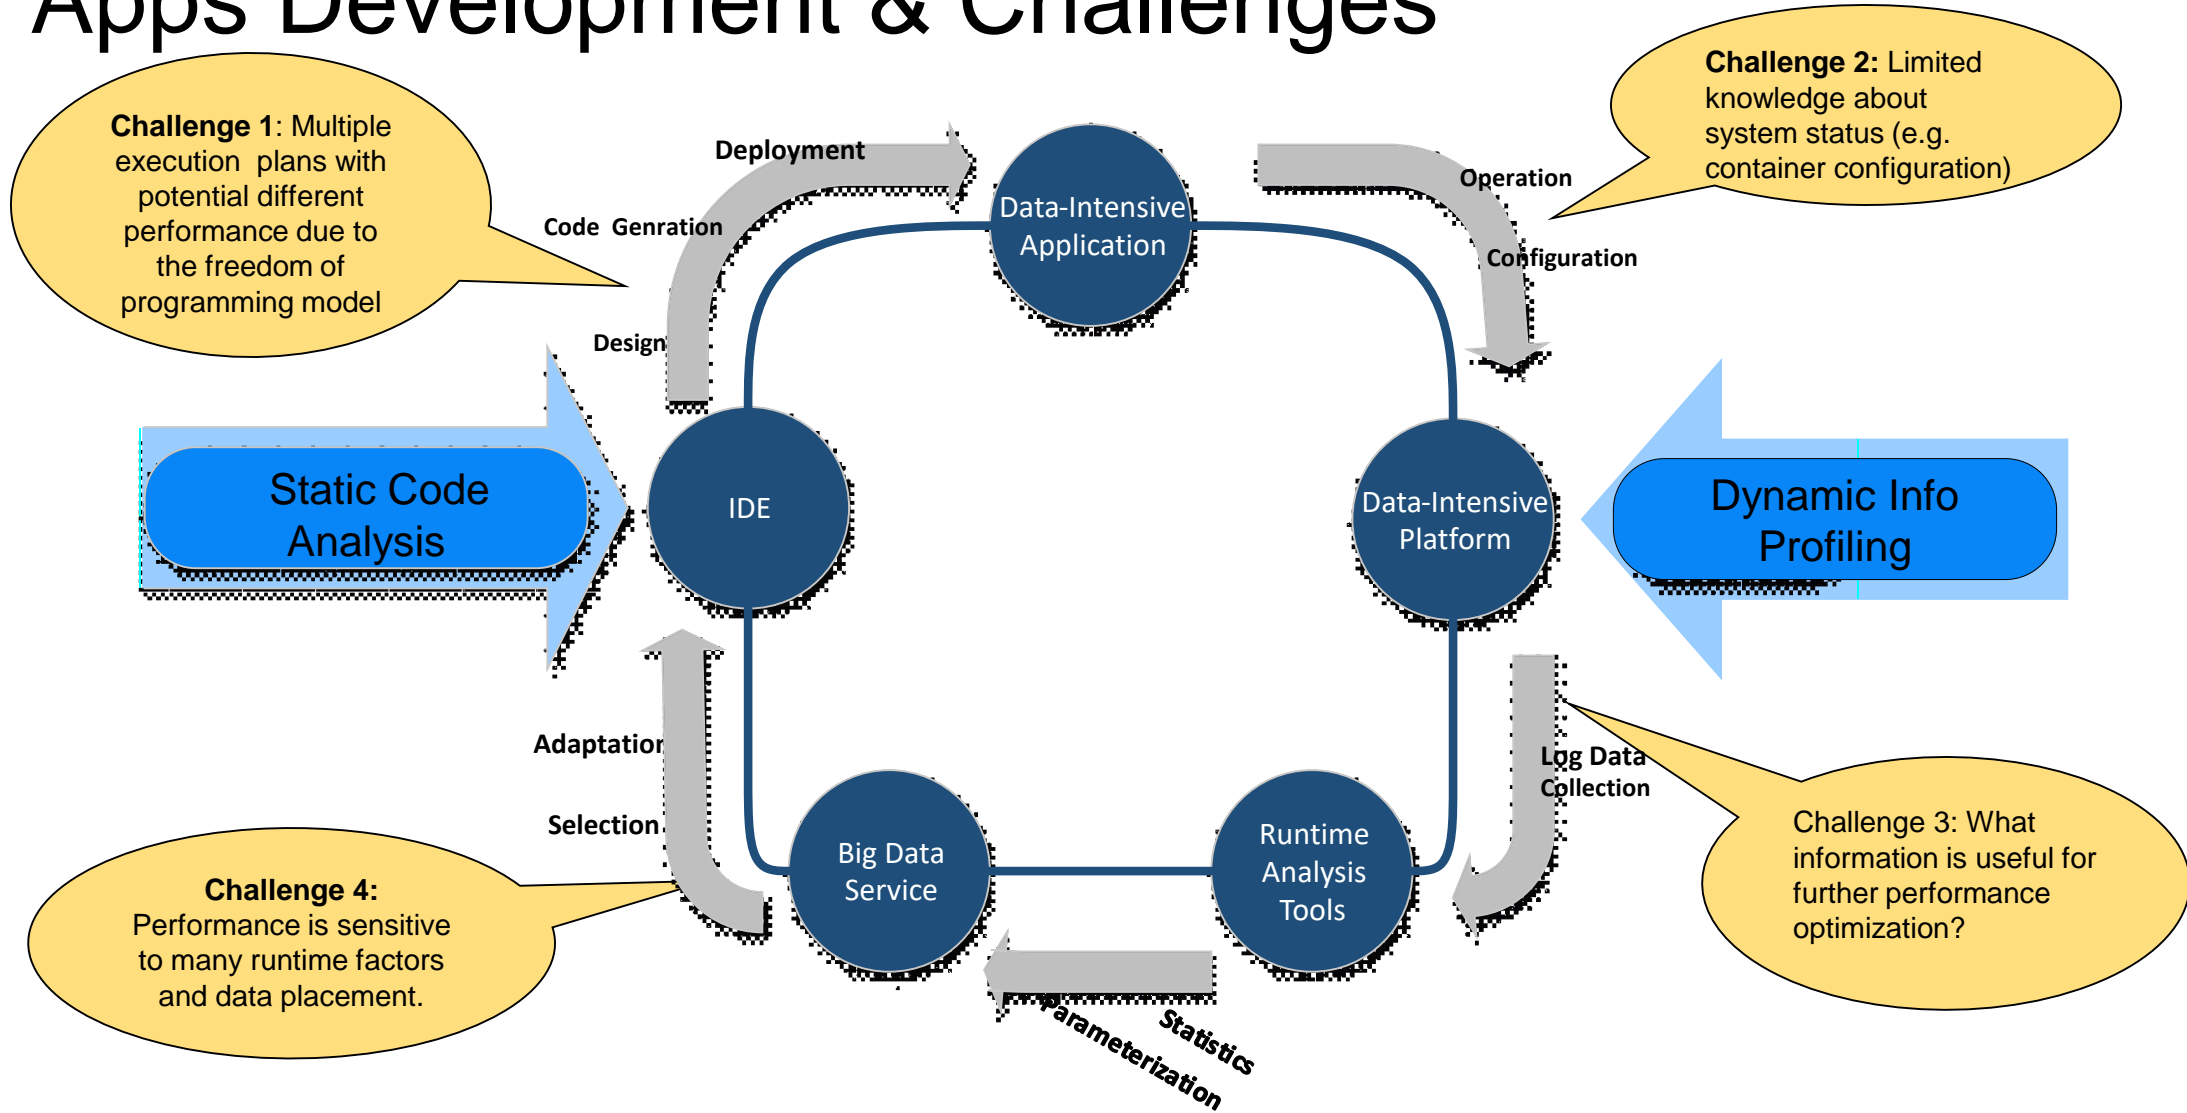 Apps Development & Challenges
Challenge 1: Multiple
execution plans with
potential different
performance due to
the freedom of
programming model
Challenge 2: Limited
knowledge about
system status (e.g.
container configuration)
Deployment
Code Genration
Design
Operation
Configuration
Data-Intensive
Application
Static Code
Analysis
IDE
Data-Intensive
Platform
Dynamic Info
Profiling
Adaptation
Selection
Log Data
Collection
Big Data
Service
Runtime
Analysis
Tools
Challenge 3: What
information is useful for
further performance
optimization?
Challenge 4:
Performance is sensitive
to many runtime factors
and data placement.
Parameterization
Statistics